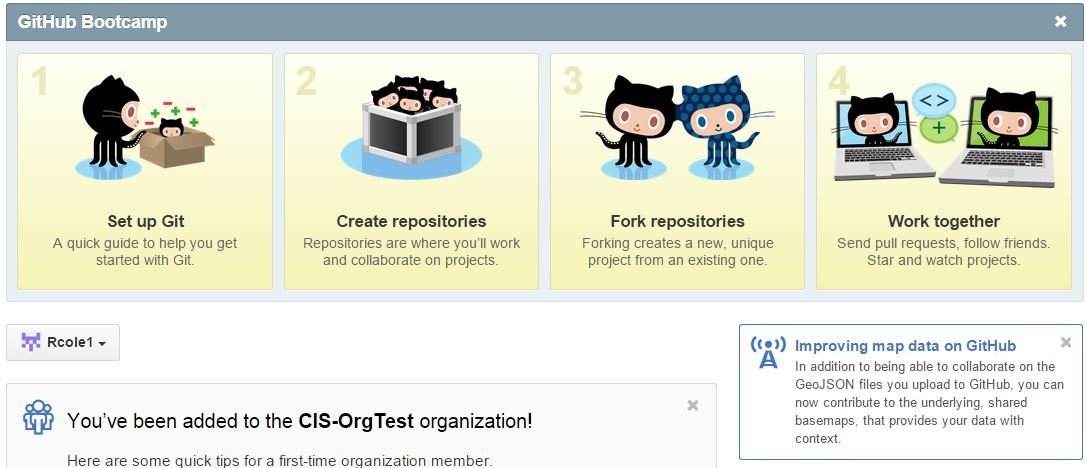 GitHub Bootcamp
1
Set up Git
A quick guide to help you get
started with Git.
2
Create repositories
Repositories are where you'll work
and collaborate on projects.
3
Fork repositories
Forking creates a new, unique
project from an existing one.
4
<>
+
Work together
Send pull requests, follow friends.
Star and watch projects.
Rcole1
You've been added to the CIS-OrgTest organization!
Here are some quick tips for a first-time organization member.
Improving map data on GitHub
In addition to being able to collaborate on the
GeoJSON files you upload to GitHub, you can
now contribute to the underlying, shared
basemaps, that provides your data with
context.